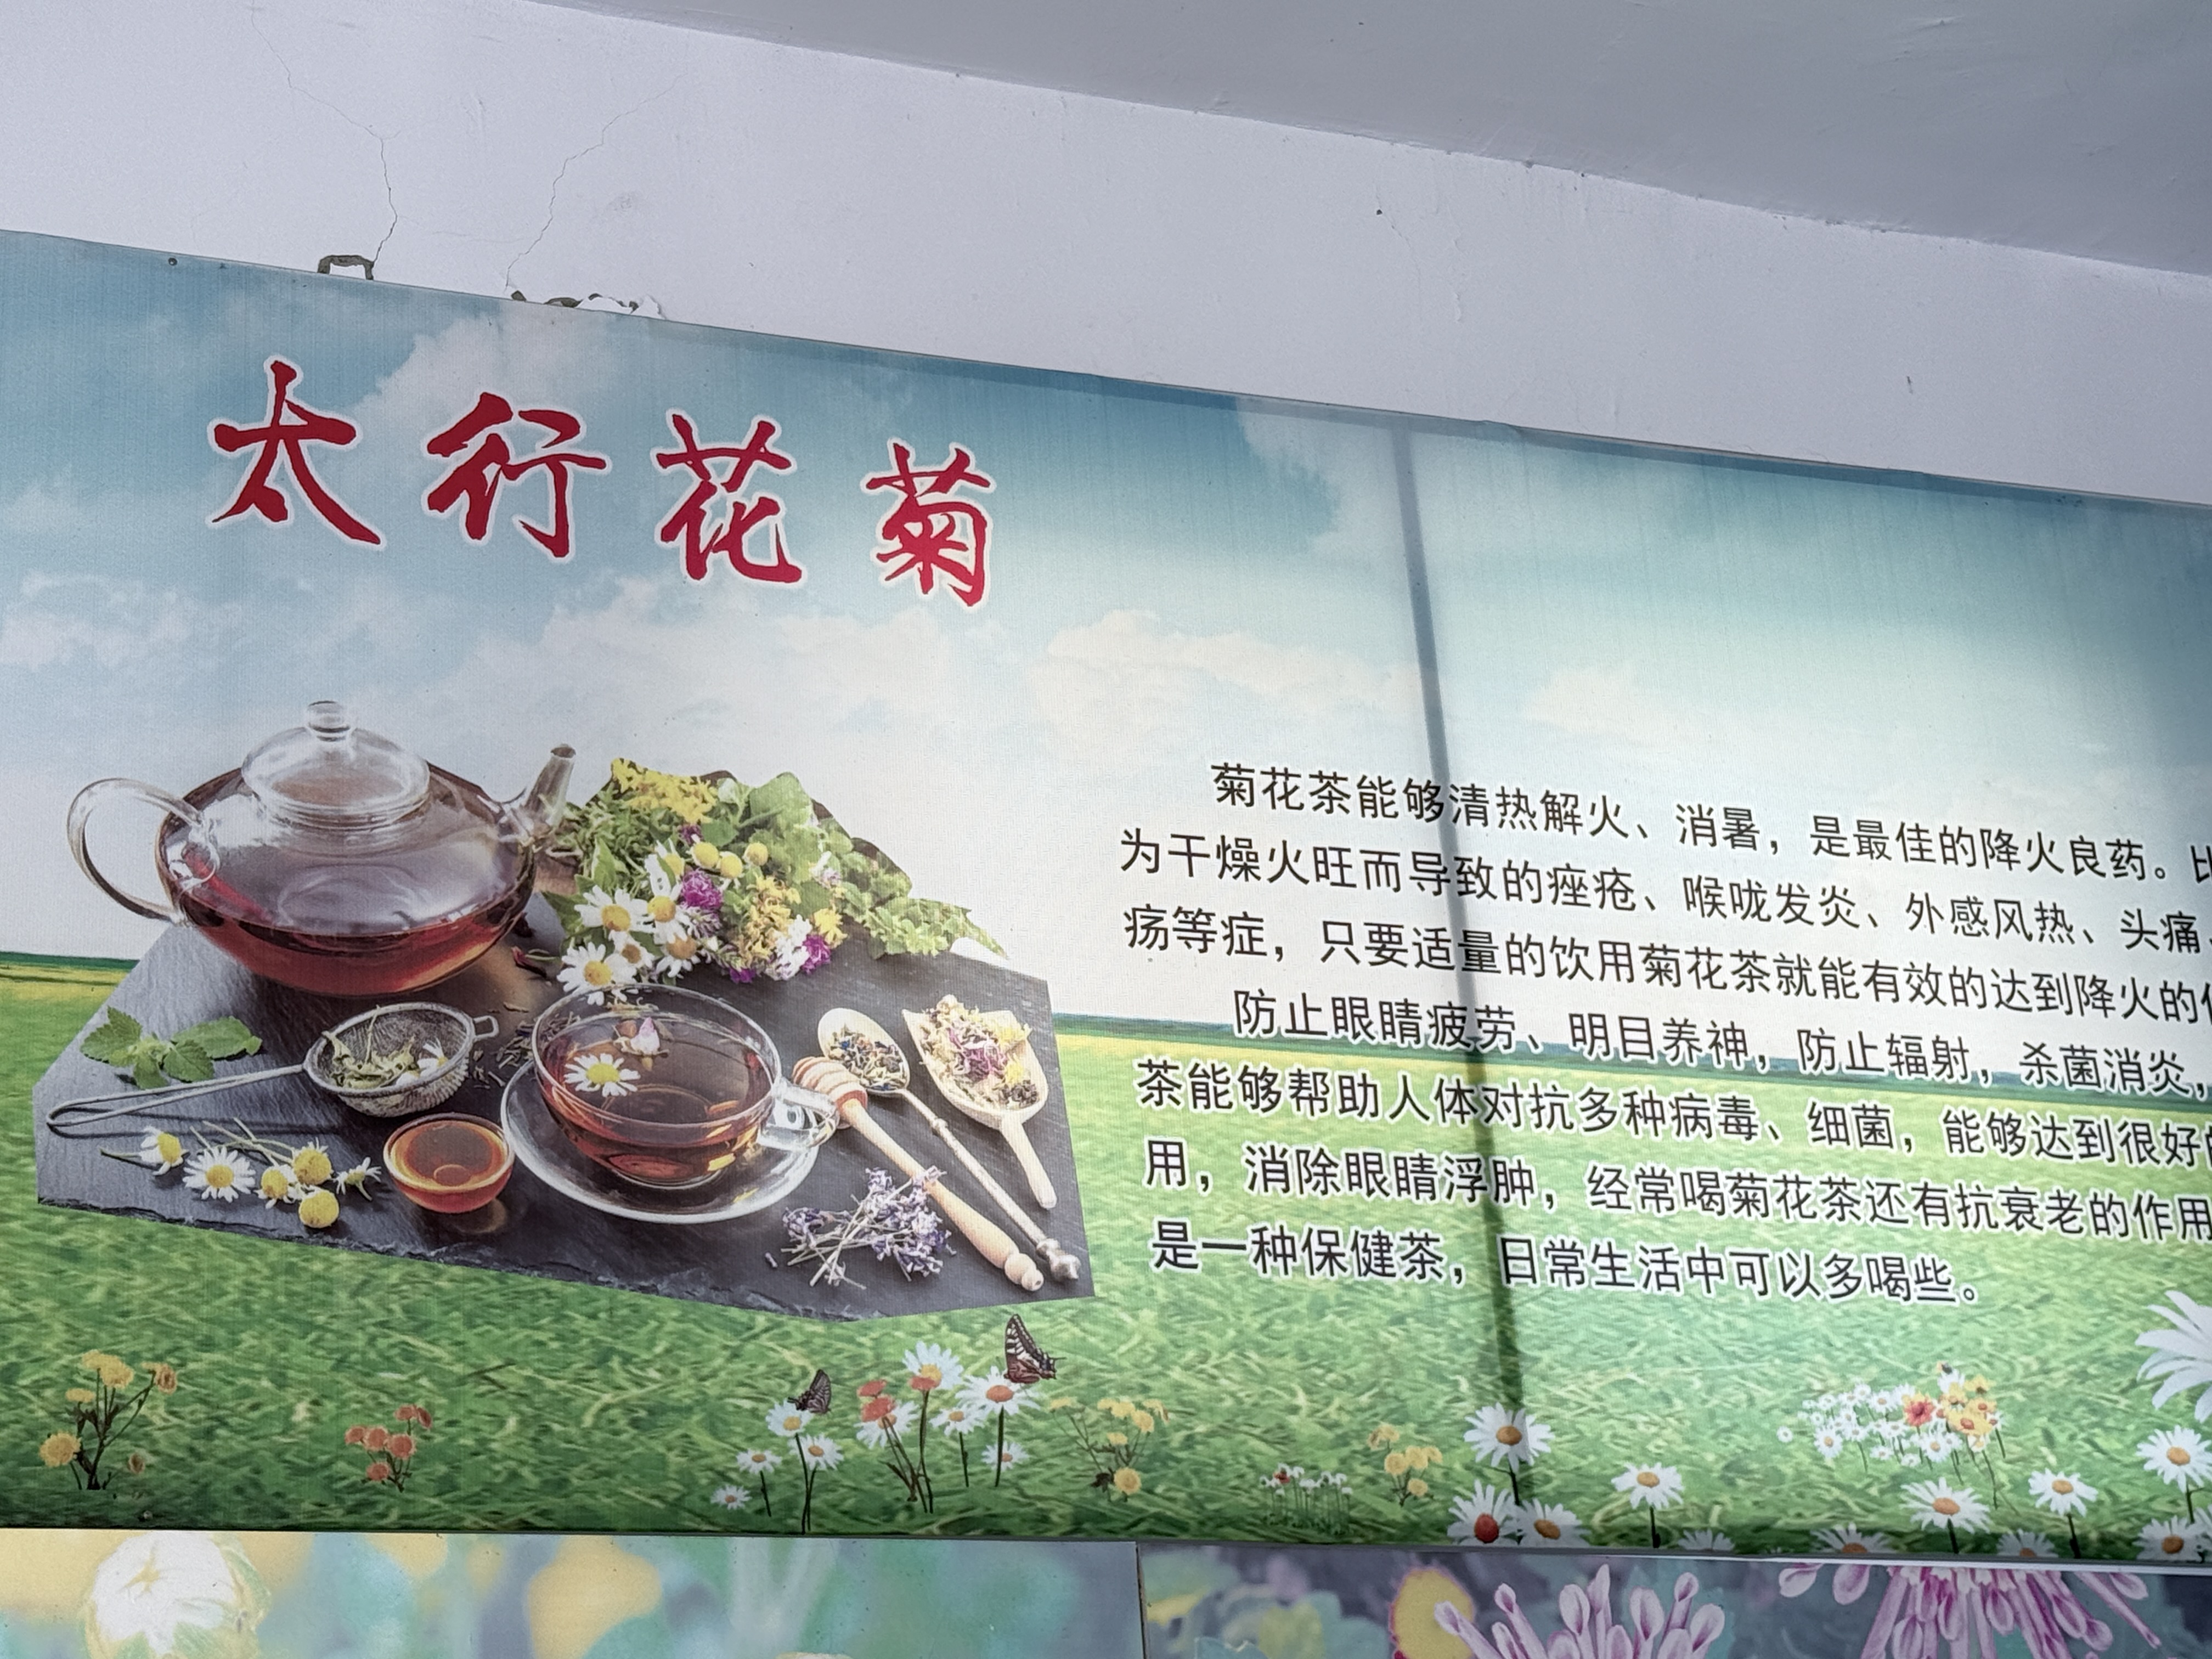 太行花菊
菊花茶能够清热解火、消暑，是最佳的降火良药。比
为干燥火旺而导致的痤疮、喉咙发炎、外感风热、头痛、
疡等症，只要适量的饮用菊花茶就能有效的达到降火的作
防止眼睛疲劳、明目养神，防止辐射，杀菌消炎，
茶能够帮助人体对抗多种病毒、细菌，能够达到很好的
用，消除眼睛浮肿，经常喝菊花茶还有抗衰老的作用
是一种保健茶，日常生活中可以多喝些。